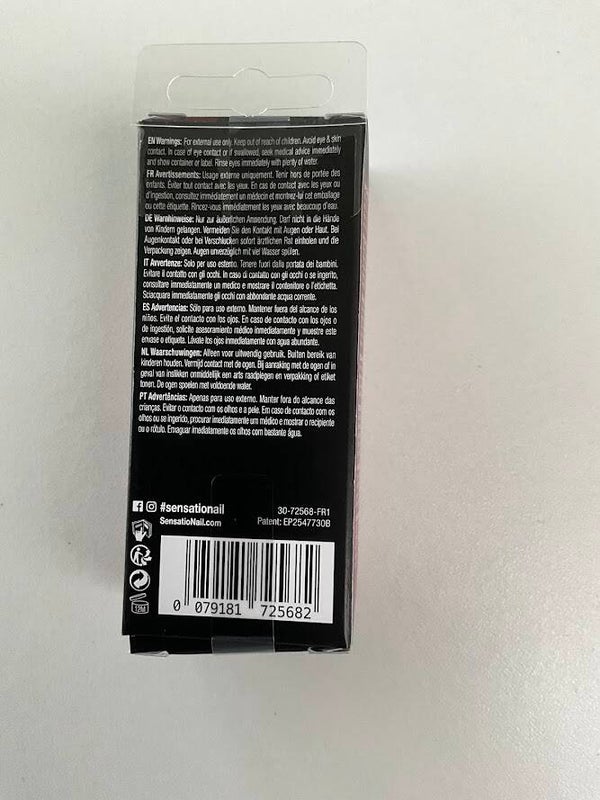 EN Warnings: For external use only. Keep out of reach of children. Avoid eye & skin
contact. In case of eye contact or if swallowed, seek medical advice immediately
and show container or label. Rinse eyes immediately with plenty of water.
FR Avertissements: Usage externe uniquement. Tenir hors de portée des
enfants. Éviter tout contact avec les yeux. En cas de contact avec les yeux ou
d'ingestion, consultez immédiatement un médecin et montrez-lui cet emballage
ou cette étiquette. Rincez-vous immédiatement les yeux avec beaucoup d'eau.
DE Warnhinweise: Nur zur äußerlichen Anwendung. Darf nicht in die Hände
von Kindern gelangen. Vermeiden Sie den Kontakt mit Augen oder Haut. Bei
Augenkontakt oder bei Verschlucken sofort ärztlichen Rat einholen und die
Verpackung zeigen. Augen unverzüglich mit viel Wasser spülen.
IT Avvertenze: Solo per uso esterno. Tenere fuori dalla portata dei bambini.
Evitare il contatto con gli occhi. In caso di contatto con gli occhi o se ingerito,
consultare immediatamente un medico e mostrare il contenitore o l'etichetta.
Sciacquare immediatamente gli occhi con abbondante acqua corrente.
ES Advertencias: Sólo para uso externo. Mantener fuera del alcance de los
niños. Evite el contacto con los ojos. En caso de contacto con los ojos o
de ingestión, solicite asesoramiento médico inmediatamente y muestre este
envase o etiqueta. Lávate los ojos inmediatamente con agua abundante.
NL Waarschuwingen: Alleen voor uitwendig gebruik. Buiten bereik van
kinderen houden. Vermijd contact met de ogen. Bij aanraking met de ogen of in
geval van inslikken onmiddellijk een arts raadplegen en verpakking of etiket
tonen. De ogen spoelen met voldoende water.
PT Advertências: Apenas para uso externo. Manter fora do alcance das
crianças. Evitar o contacto com os olhos e a pele. Em caso de contacto com os
olhos ou se ingerido, procurar imediatamente um médico e mostrar o recipiente
ou o rótulo. Enxaguar imediatamente os olhos com bastante água.
#sensationail
30-72568-FR1
SensatioNail.com
Patent: EP2547730B
12M
0 079181 725682